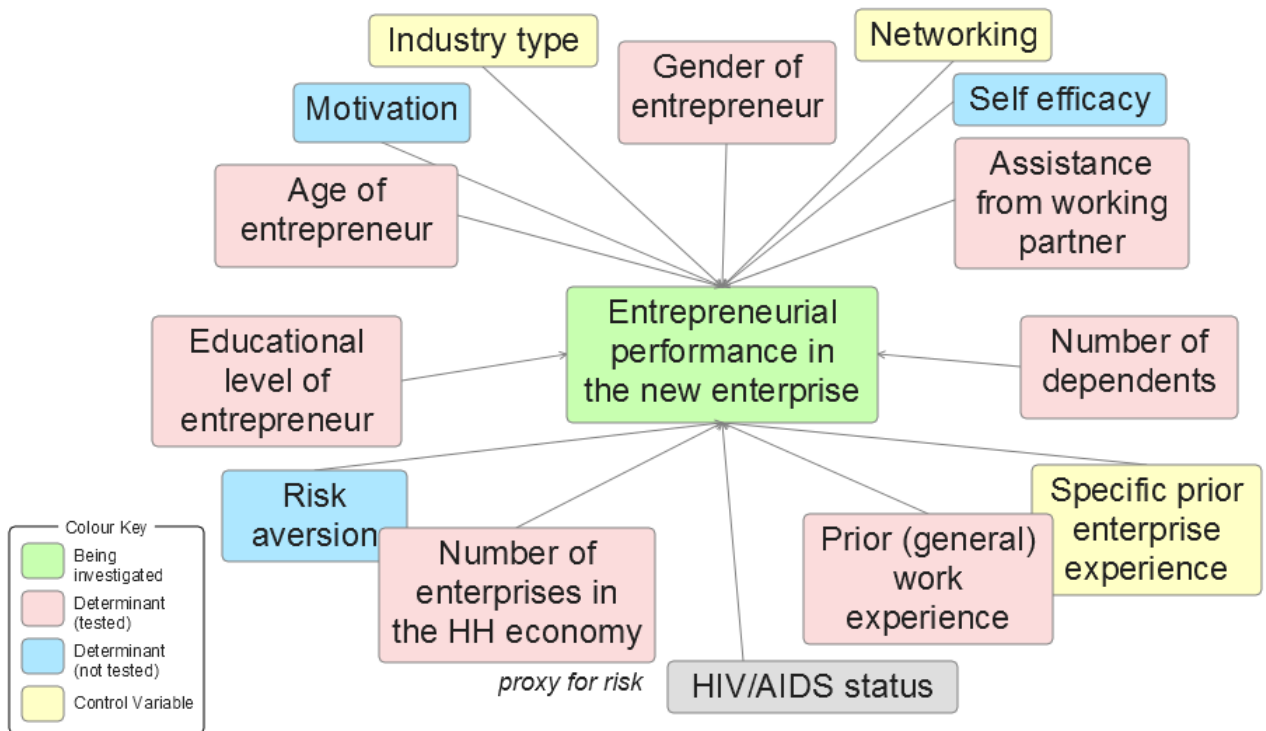 Industry type
Networking
Gender of
entrepreneur
Motivation
Self efficacy
Age of
entrepreneur
Assistance
from working
partner
Entrepreneurial
performance in
the new enterprise
Educational
level of
entrepreneur
Number of
dependents
Risk
aversion
Number of
enterprises in
the HH economy
proxy for risk
HIV/AIDS status
Prior (general)
work
experience
Specific prior
enterprise
experience
Colour Key
Being
investigated
Determinant
(tested)
Determinant
(not tested)
Control Variable